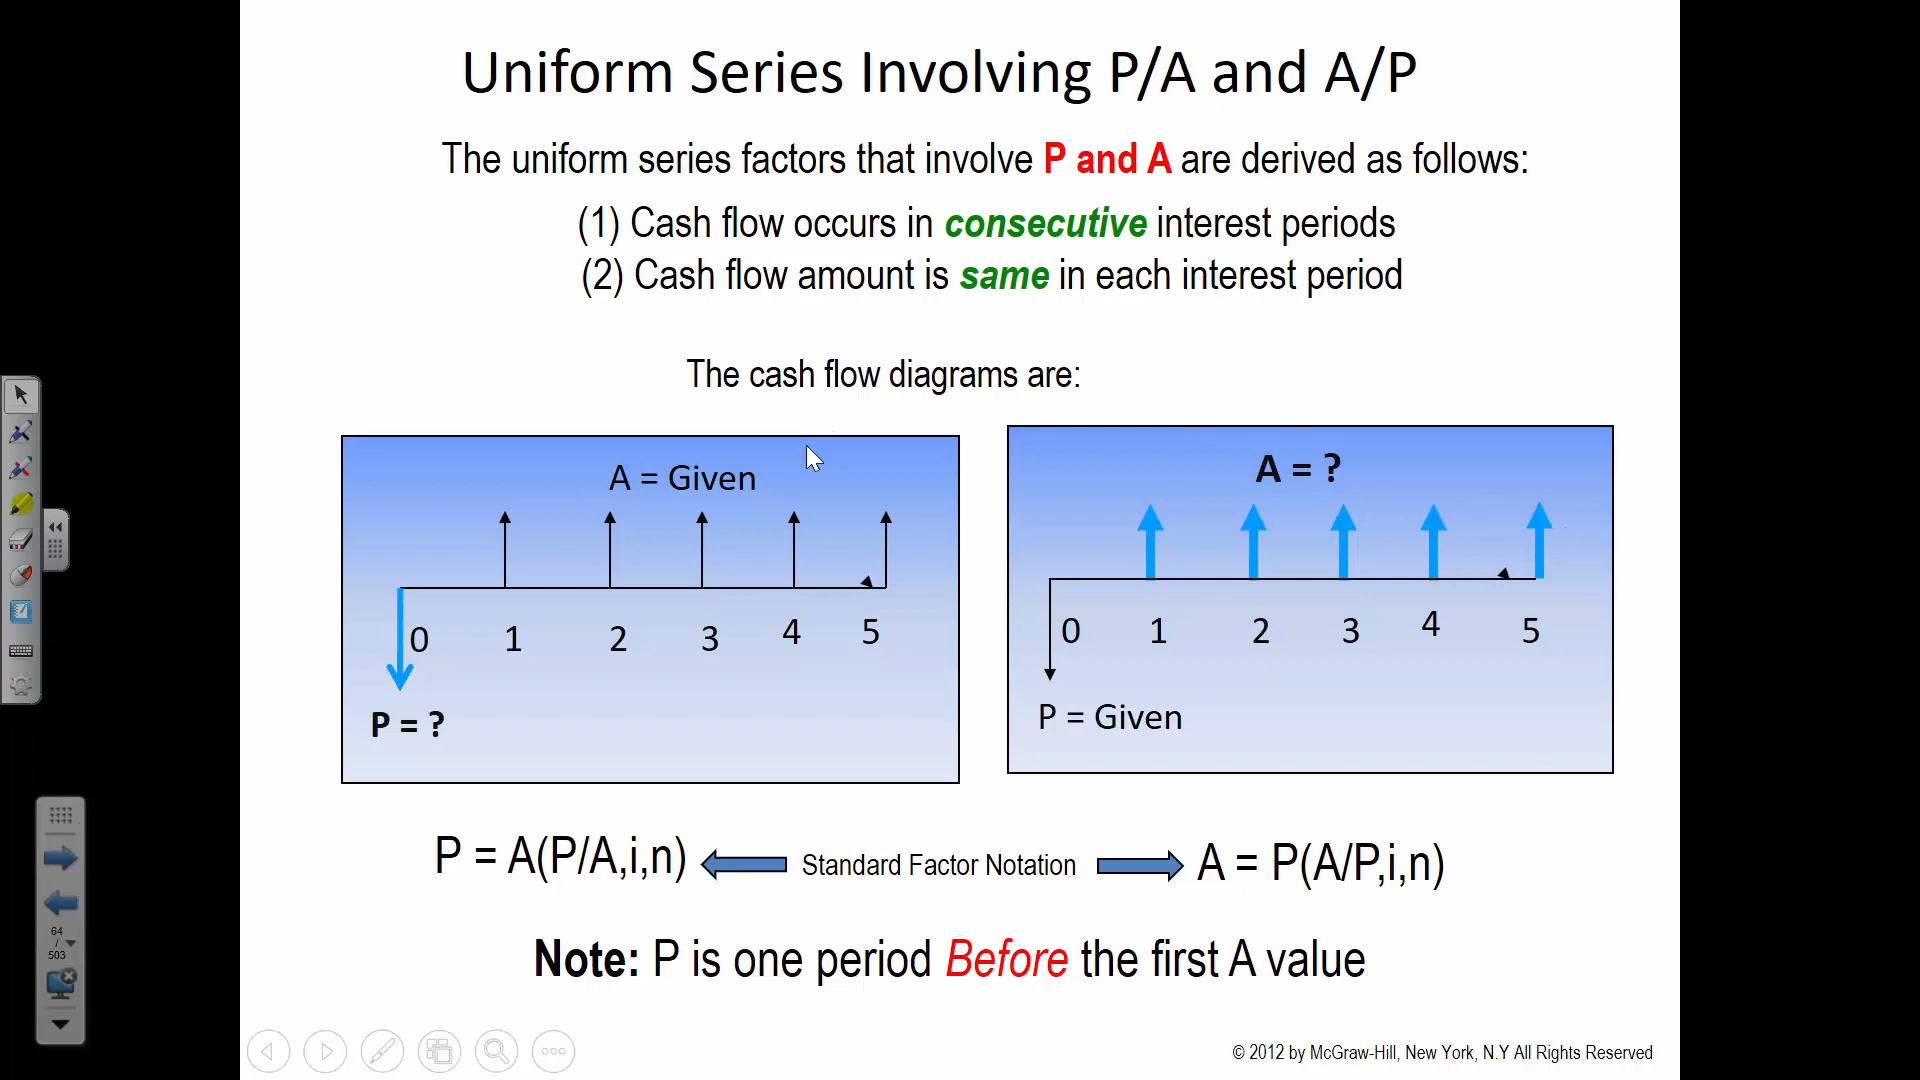 Uniform Series Involving P/A and A/P
The uniform series factors that involve P and A are derived as follows:
(1) Cash flow occurs in consecutive interest periods
(2) Cash flow amount is same in each interest period
The cash flow diagrams are:
A = Given
0 1 2 3 4 5
P = ?
A = ?
0 1 2 3 4 5
P = Given
P = A(P/A,i,n) Standard Factor Notation A = P(A/P,i,n)
Note: P is one period Before the first A value
© 2012 by McGraw-Hill, New York, N.Y All Rights Reserved
64
/
503